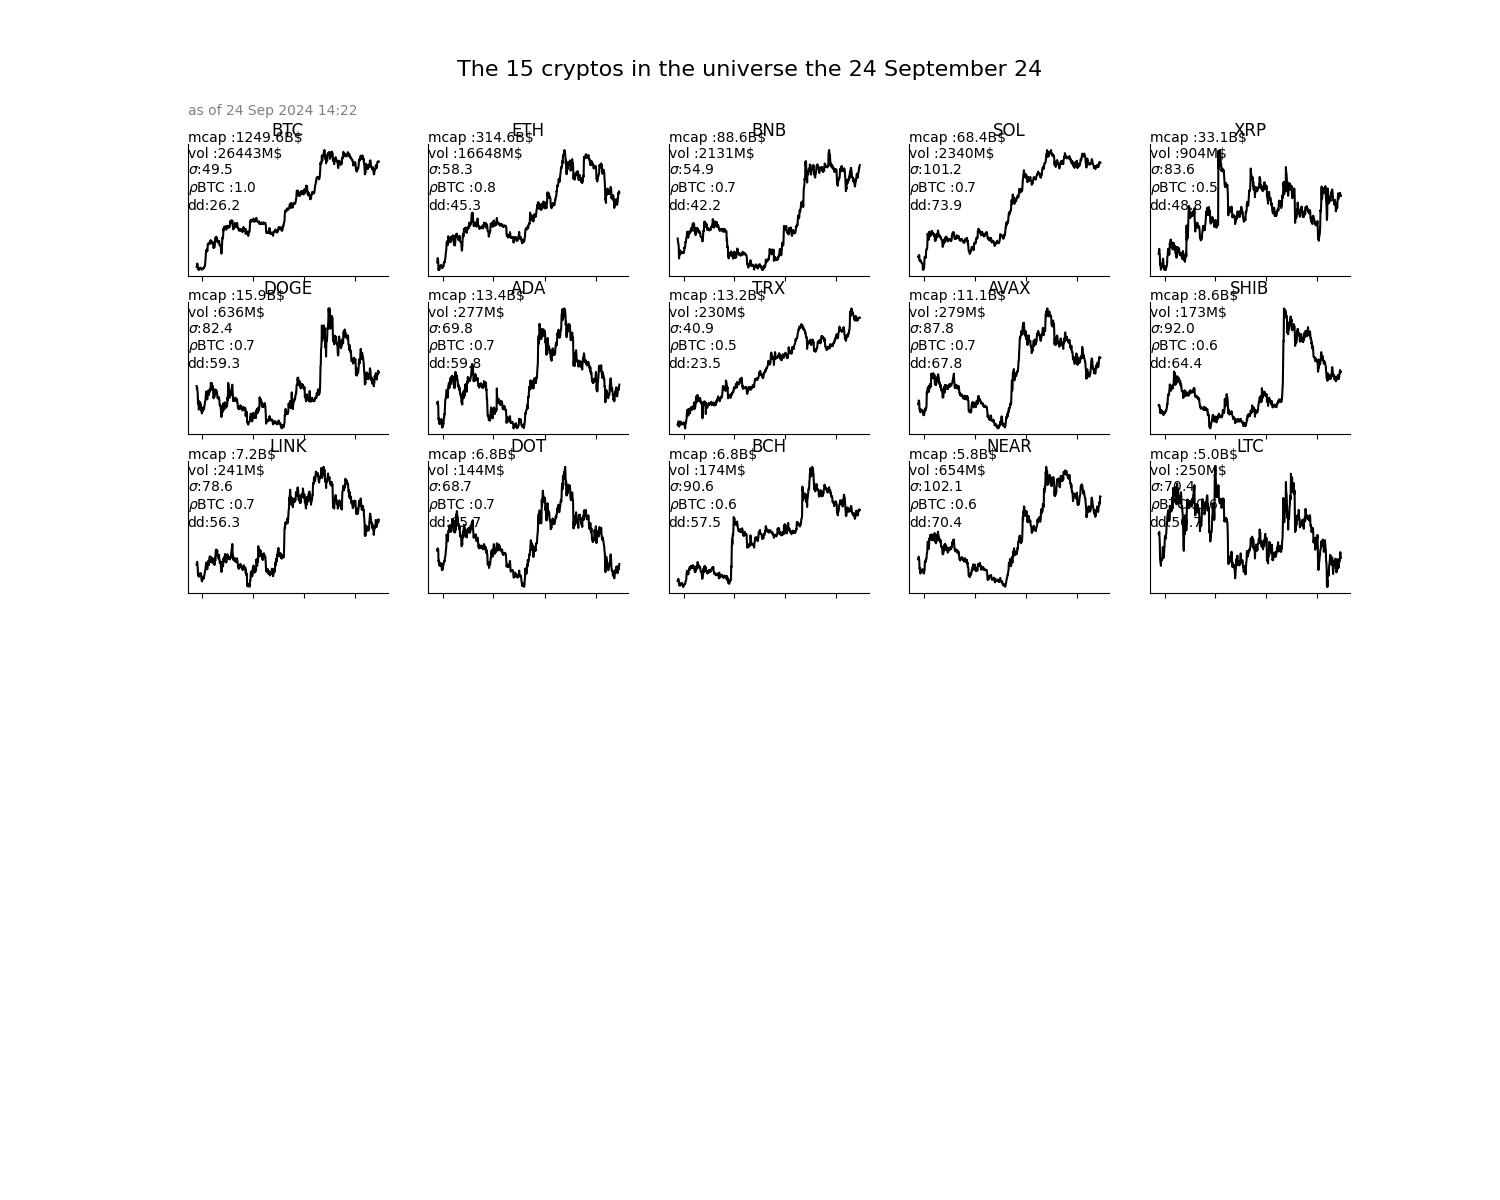 The 15 cryptos in the universe the 24 September 24
as of 24 Sep 2024 14:22
BTC
mcap :1249.6B$
vol :26443M$
σ:49.5
ρBTC :1.0
dd:26.2
ETH
mcap :314.6B$
vol :16648M$
σ:58.3
ρBTC :0.8
dd:45.3
BNB
mcap :88.6B$
vol :2131M$
σ:54.9
ρBTC :0.7
dd:42.2
SOL
mcap :68.4B$
vol :2340M$
σ:101.2
ρBTC :0.7
dd:73.9
XRP
mcap :33.1B$
vol :904M$
σ:83.6
ρBTC :0.5
dd:48.8
DOGE
mcap :15.9B$
vol :636M$
σ:82.4
ρBTC :0.7
dd:59.3
ADA
mcap :13.4B$
vol :277M$
σ:69.8
ρBTC :0.7
dd:59.8
TRX
mcap :13.2B$
vol :230M$
σ:40.9
ρBTC :0.5
dd:23.5
AVAX
mcap :11.1B$
vol :279M$
σ:87.8
ρBTC :0.7
dd:67.8
SHIB
mcap :8.6B$
vol :173M$
σ:92.0
ρBTC :0.6
dd:64.4
LINK
mcap :7.2B$
vol :241M$
σ:78.6
ρBTC :0.7
dd:56.3
DOT
mcap :6.8B$
vol :144M$
σ:68.7
ρBTC :0.7
BCH
mcap :6.8B$
vol :174M$
σ:90.6
ρBTC :0.6
dd:57.5
NEAR
mcap :5.8B$
vol :654M$
σ:102.1
ρBTC :0.6
dd:70.4
LTC
mcap :5.0B$
vol :250M$
σ:70.4